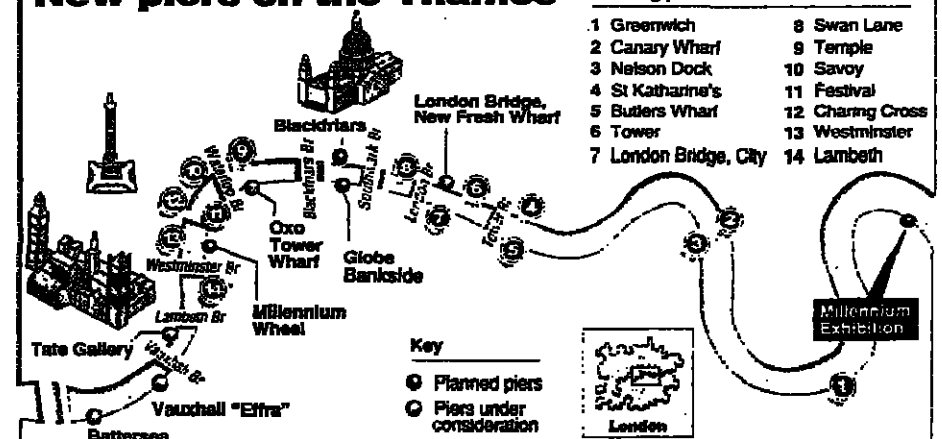 New piers on the Thames
1 Greenwich
2 Canary Wharf
3 Nelson Dock
4 St Katharine's
5 Butlers Wharf
6 Tower
7 London Bridge, City
8 Swan Lane
9 Temple
10 Savoy
11 Festival
12 Charing Cross
13 Westminster
14 Lambeth
Blackfriars
London Bridge,
New Fresh Wharf
Waterloo Br
Blackfriars Br
Southwark Br
London Br
Tower Br
Oxo
Tower
Wharf
Globe
Bankside
Westminster Br
Lambeth Br
Millennium
Wheel
Tate Gallery
Vauxhall Br
Vauxhall "Effra"
Battersea
Millennium
Exhibition
Key
Planned piers
Piers under
consideration
London